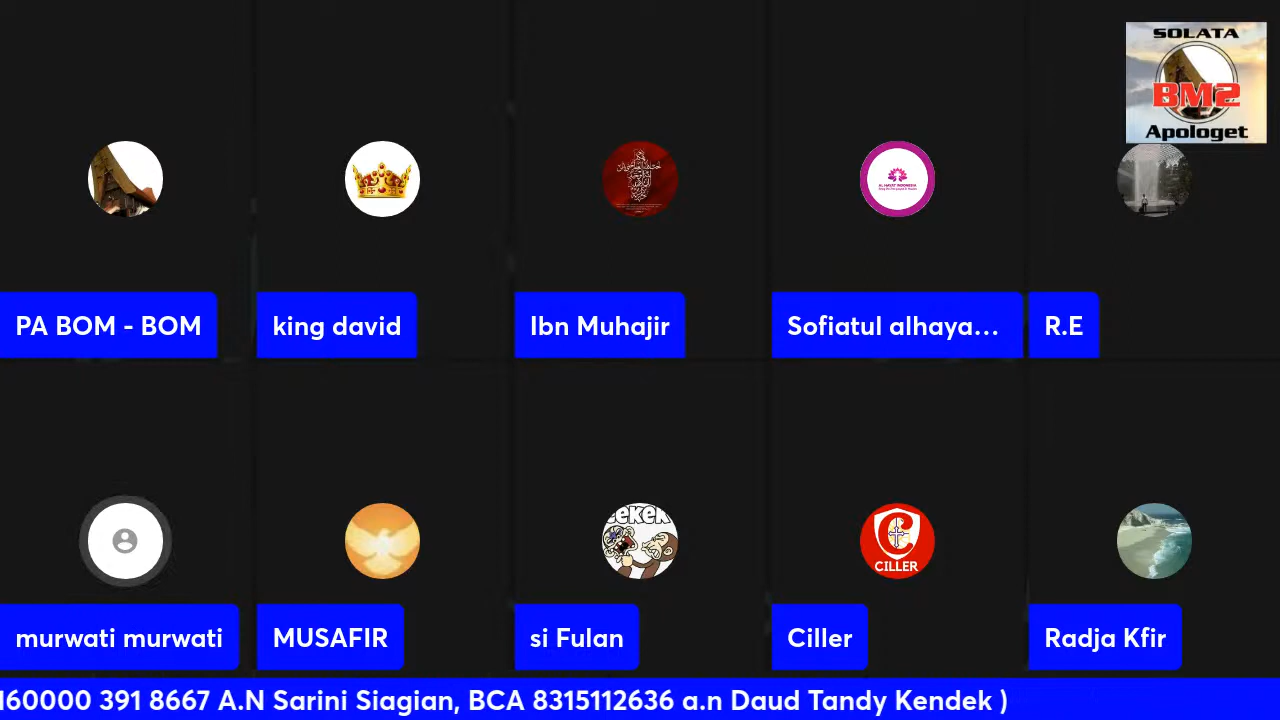 SOLATA
BM2
Apologet
PA BOM - BOM
king david
Ibn Muhajir
Sofiatul alhaya...
R.E
EKEK
C
CILLER
murwati murwati
MUSAFIR
si Fulan
Ciller
Radja Kfir
160000 391 8667 A.N Sarini Siagian, BCA 8315112636 a.n Daud Tandy Kendek )